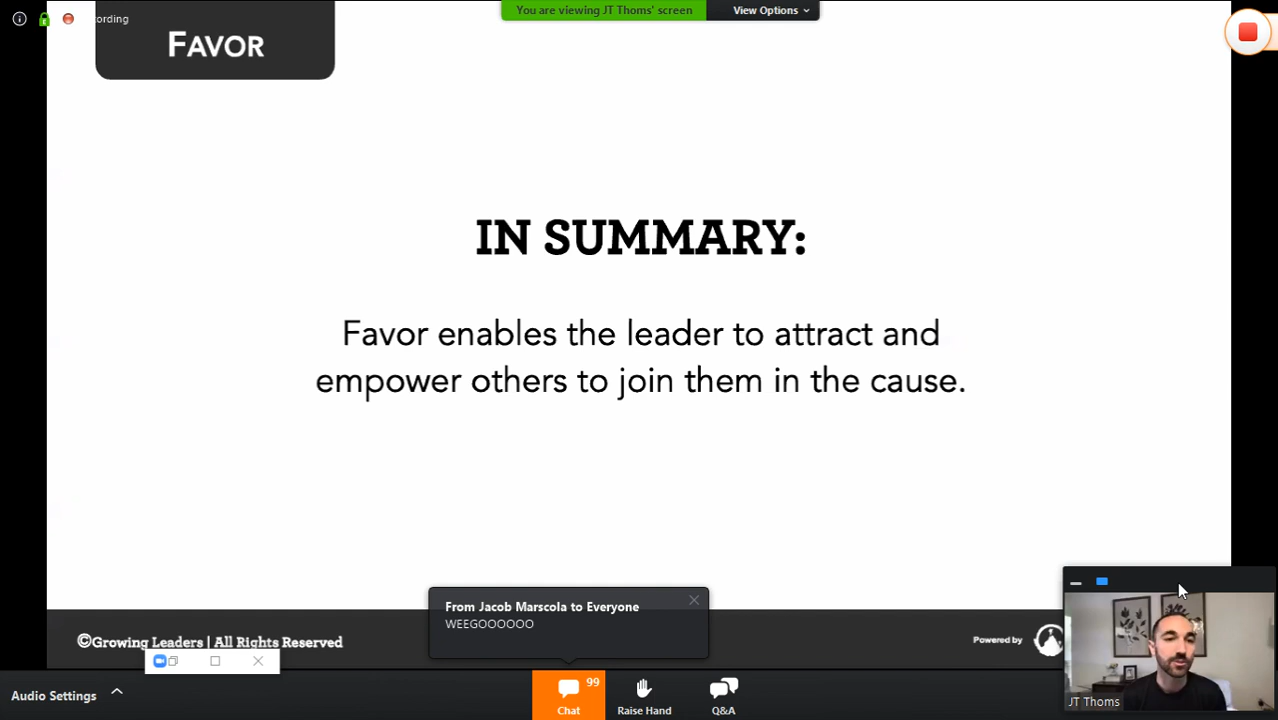 cording
You are viewing JT Thoms' screen
View Options
FAVOR
IN SUMMARY:
Favor enables the leader to attract and
empower others to join them in the cause.
From Jacob Marscola to Everyone
WEEGOOOOOO
©Growing Leaders | All Rights Reserved
Powered by
JT Thoms
Audio Settings
99
Chat
Raise Hand
Q&A